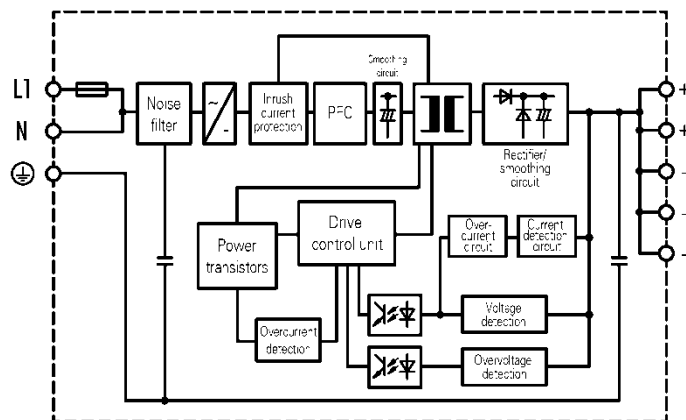 L1
N
Noise
filter
~
-
Inrush
current
protection
PFC
Smoothing
circuit
Rectifier/
smoothing
circuit
+
+
-
-
-
Power
transistors
Drive
control unit
Over-
current
circuit
Current
detection
circuit
Overcurrent
detection
Voltage
detection
Overvoltage
detection